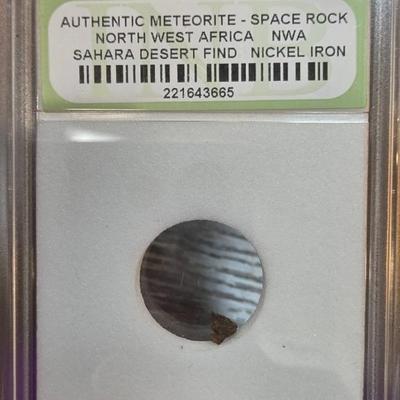 AUTHENTIC METEORITE - SPACE ROCK
NORTH WEST AFRICA NWA
SAHARA DESERT FIND NICKEL IRON
221643665